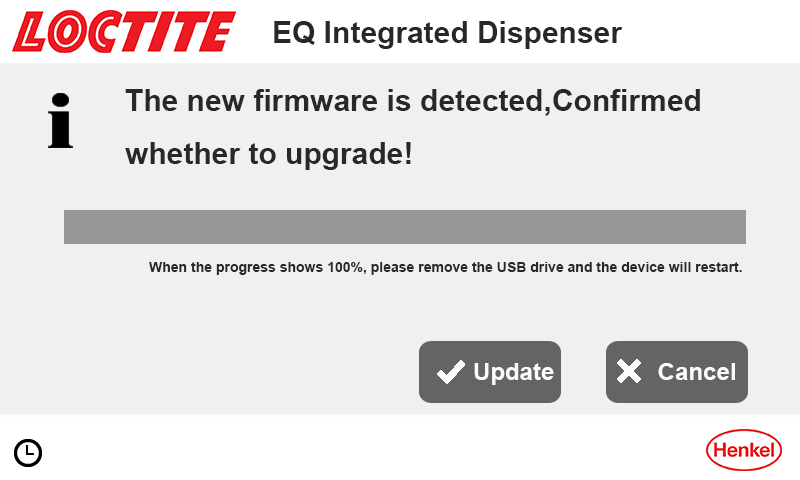 LOCTITE EQ Integrated Dispenser
The new firmware is detected,Confirmed
whether to upgrade!
When the progress shows 100%, please remove the USB drive and the device will restart.
Update Cancel
Henkel